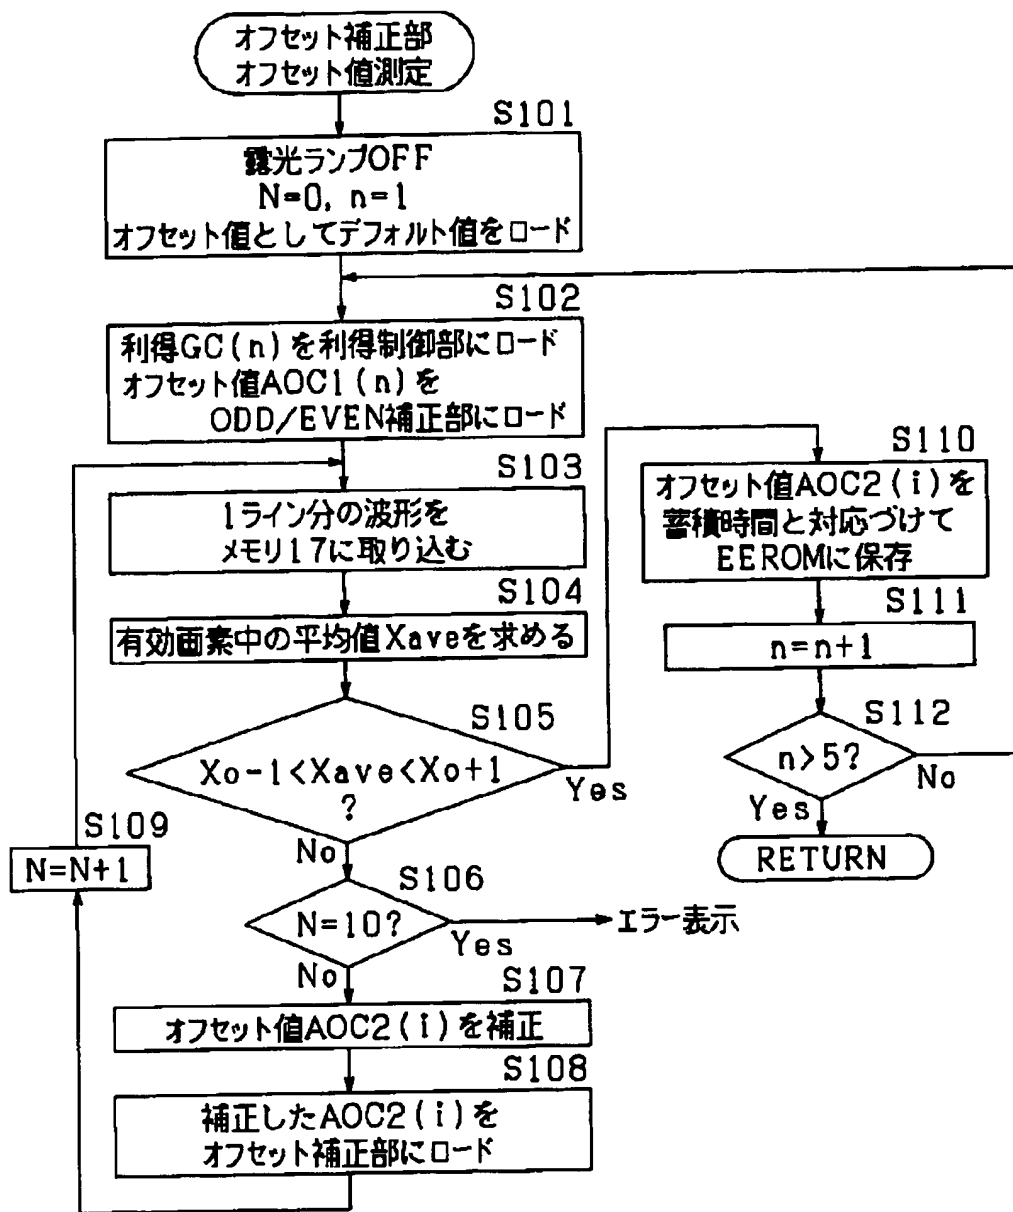 オフセット補正部
オフセット値測定
S101
露光ランプOFF
N=0, n=1
オフセット値としてデフォルト値をロード
S102
利得GC(n)を利得制御部にロード
オフセット値AOC1(n)を
ODD/EVEN補正部にロード
S103
1ライン分の波形を
メモリ17に取り込む
S104
有効画素中の平均値Xaveを求める
S105
Xo-1<Xave<Xo+1
?
Yes
No
S106
N=10?
Yes
エラー表示
No
S107
オフセット値AOC2(i)を補正
S108
補正したAOC2(i)を
オフセット補正部にロード
S109
N=N+1
S110
オフセット値AOC2(i)を
蓄積時間と対応づけて
EEROMに保存
S111
n=n+1
S112
n>5?
No
Yes
RETURN